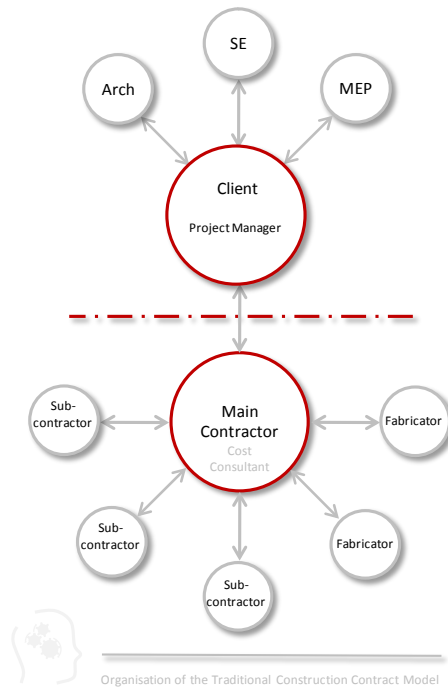 SE
Arch
MEP
Client
Project Manager
Main
Contractor
Cost
Consultant
Sub-
contractor
Fabricator
Sub-
contractor
Fabricator
Sub-
contractor
Organisation of the Traditional Construction Contract Model